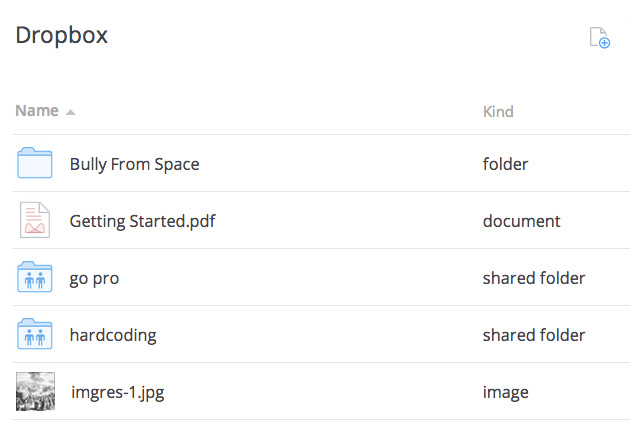 Dropbox
Name Kind
Bully From Space folder
Getting Started.pdf document
go pro shared folder
hardcoding shared folder
imgres-1.jpg image